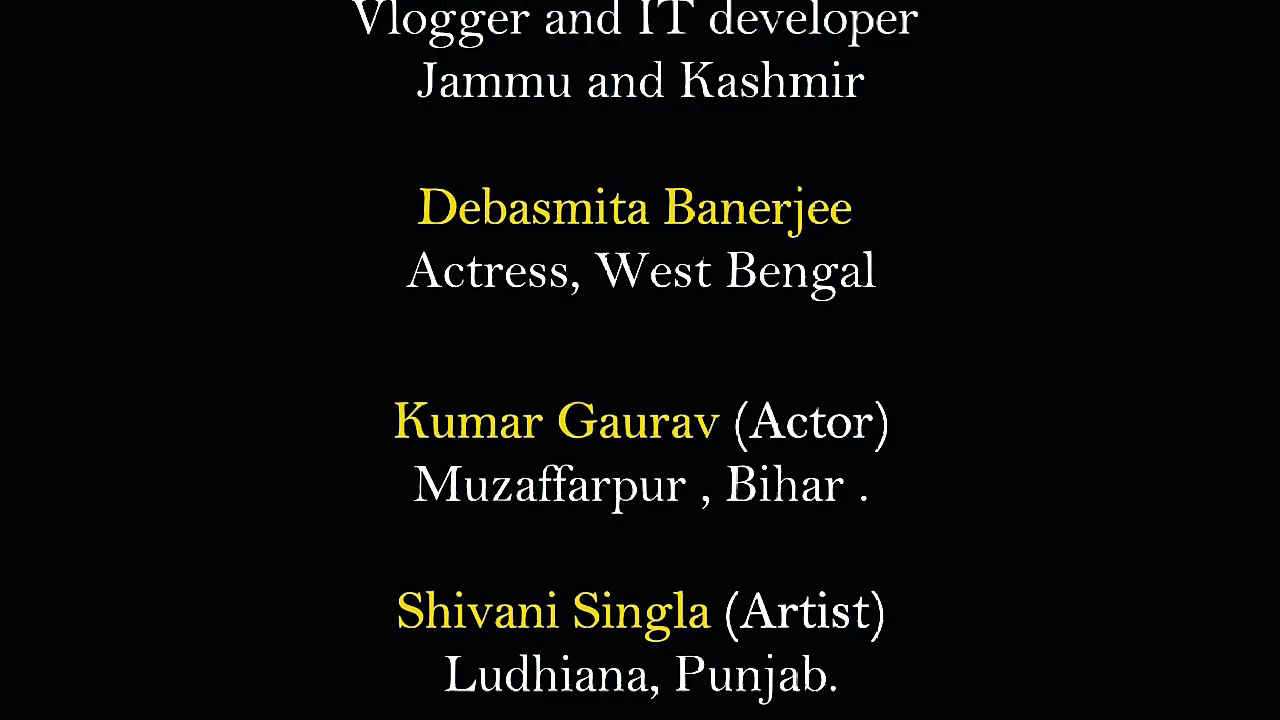 Vlogger and IT developer
Jammu and Kashmir
Debasmita Banerjee
Actress, West Bengal
Kumar Gaurav (Actor)
Muzaffarpur , Bihar .
Shivani Singla (Artist)
Ludhiana, Punjab.